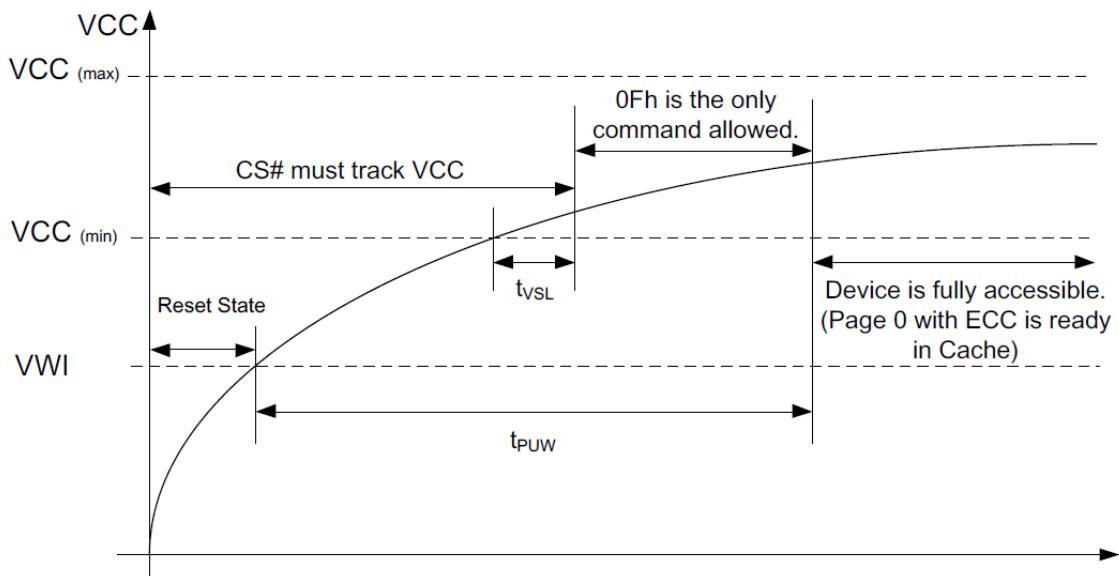 VCC
VCC (max)
0Fh is the only
command allowed.
CS# must track VCC
VCC (min)
tVSL
Reset State
Device is fully accessible.
(Page 0 with ECC is ready
in Cache)
VWI
tPUW